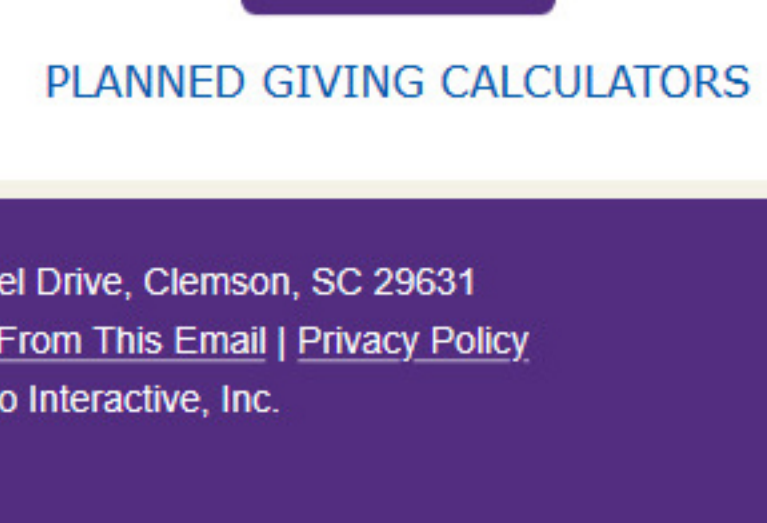 PLANNED GIVING CALCULATORS
el Drive, Clemson, SC 29631
From This Email | Privacy Policy
o Interactive, Inc.